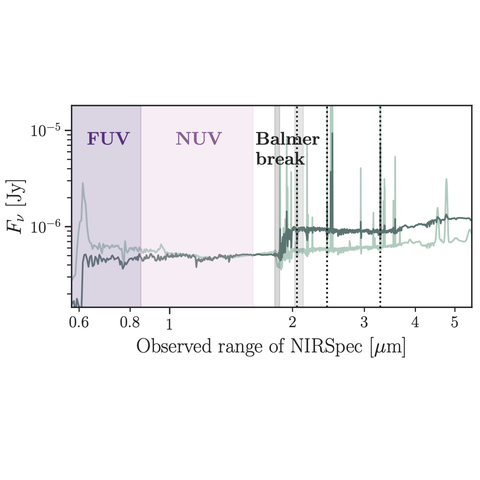 FUV NUV Balmer
break
10⁻⁵
10⁻⁶
F_ν [Jy]
0.6 0.8 1 2 3 4 5
Observed range of NIRSpec [μm]